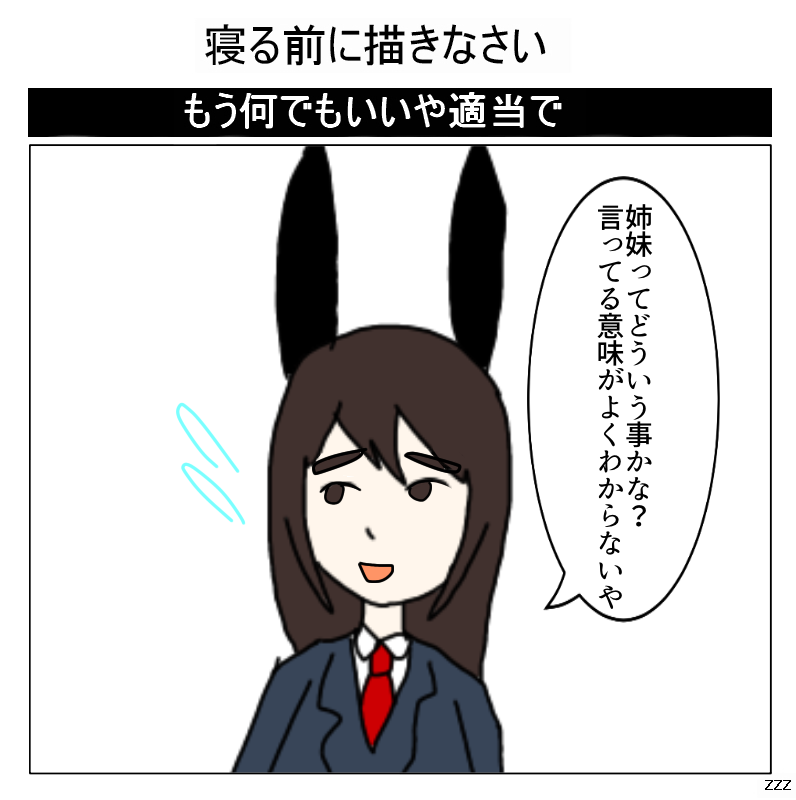 寝る前に描きなさい
もう何でもいいや適当で
姉妹ってどういう事かな？
言ってる意味がよくわからないや
zzz